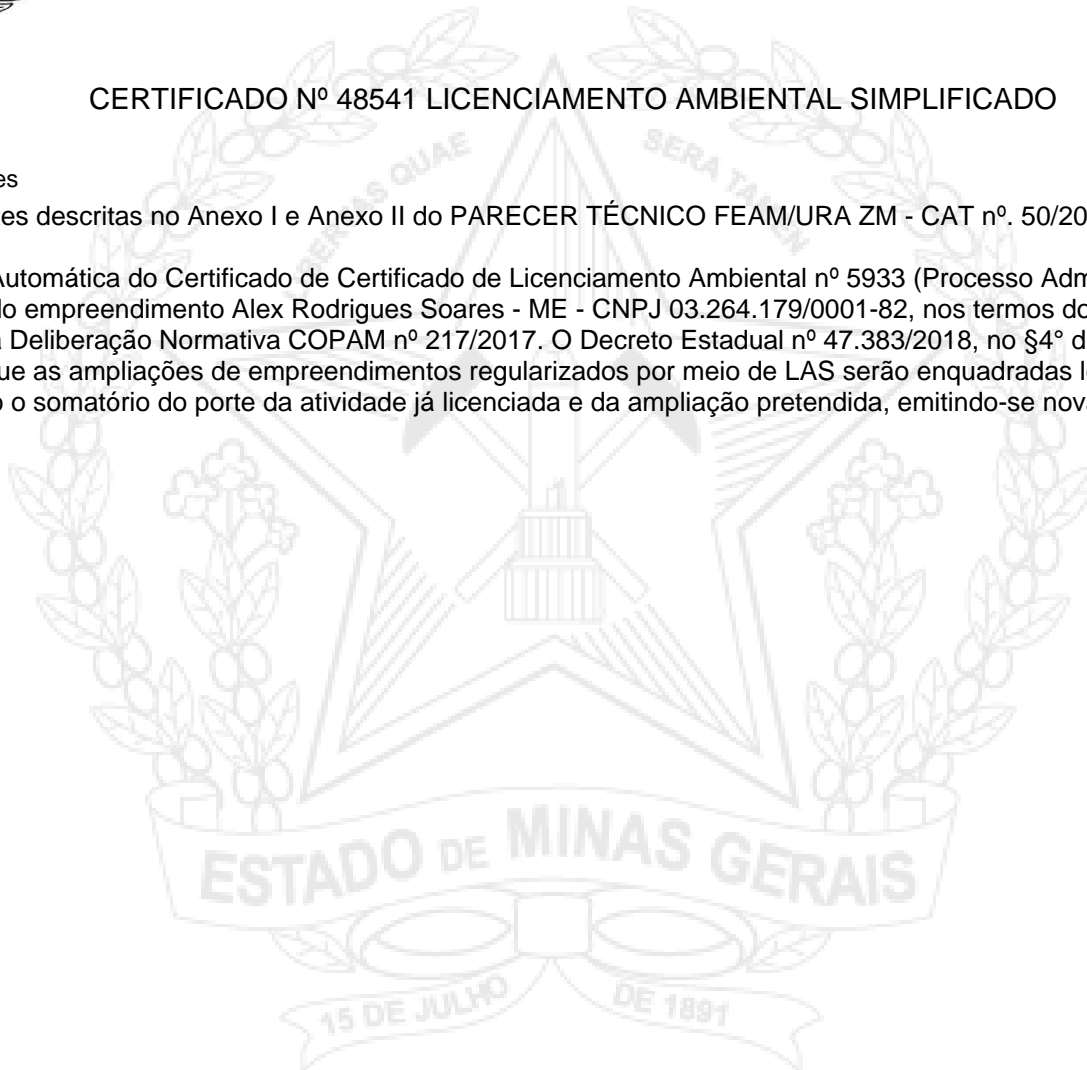 CERTIFICADO Nº 48541 LICENCIAMENTO AMBIENTAL SIMPLIFICADO
es
es descritas no Anexo I e Anexo II do PARECER TÉCNICO FEAM/URA ZM - CAT nº. 50/20
Automática do Certificado de Certificado de Licenciamento Ambiental nº 5933 (Processo Adm
do empreendimento Alex Rodrigues Soares - ME - CNPJ 03.264.179/0001-82, nos termos do
a Deliberação Normativa COPAM nº 217/2017. O Decreto Estadual nº 47.383/2018, no §4° d
ue as ampliações de empreendimentos regularizados por meio de LAS serão enquadradas l
o o somatório do porte da atividade já licenciada e da ampliação pretendida, emitindo-se nova
QUAE SERA TAMEN
ESTADO DE MINAS GERAIS
15 DE JULHO DE 1891